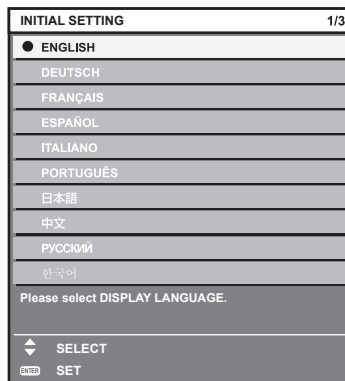 INITIAL SETTING 1/3
ENGLISH
DEUTSCH
FRANÇAIS
ESPAÑOL
ITALIANO
PORTUGUÊS
日本語
中文
РУССКИЙ
한국어
Please select DISPLAY LANGUAGE.
SELECT
ENTER SET